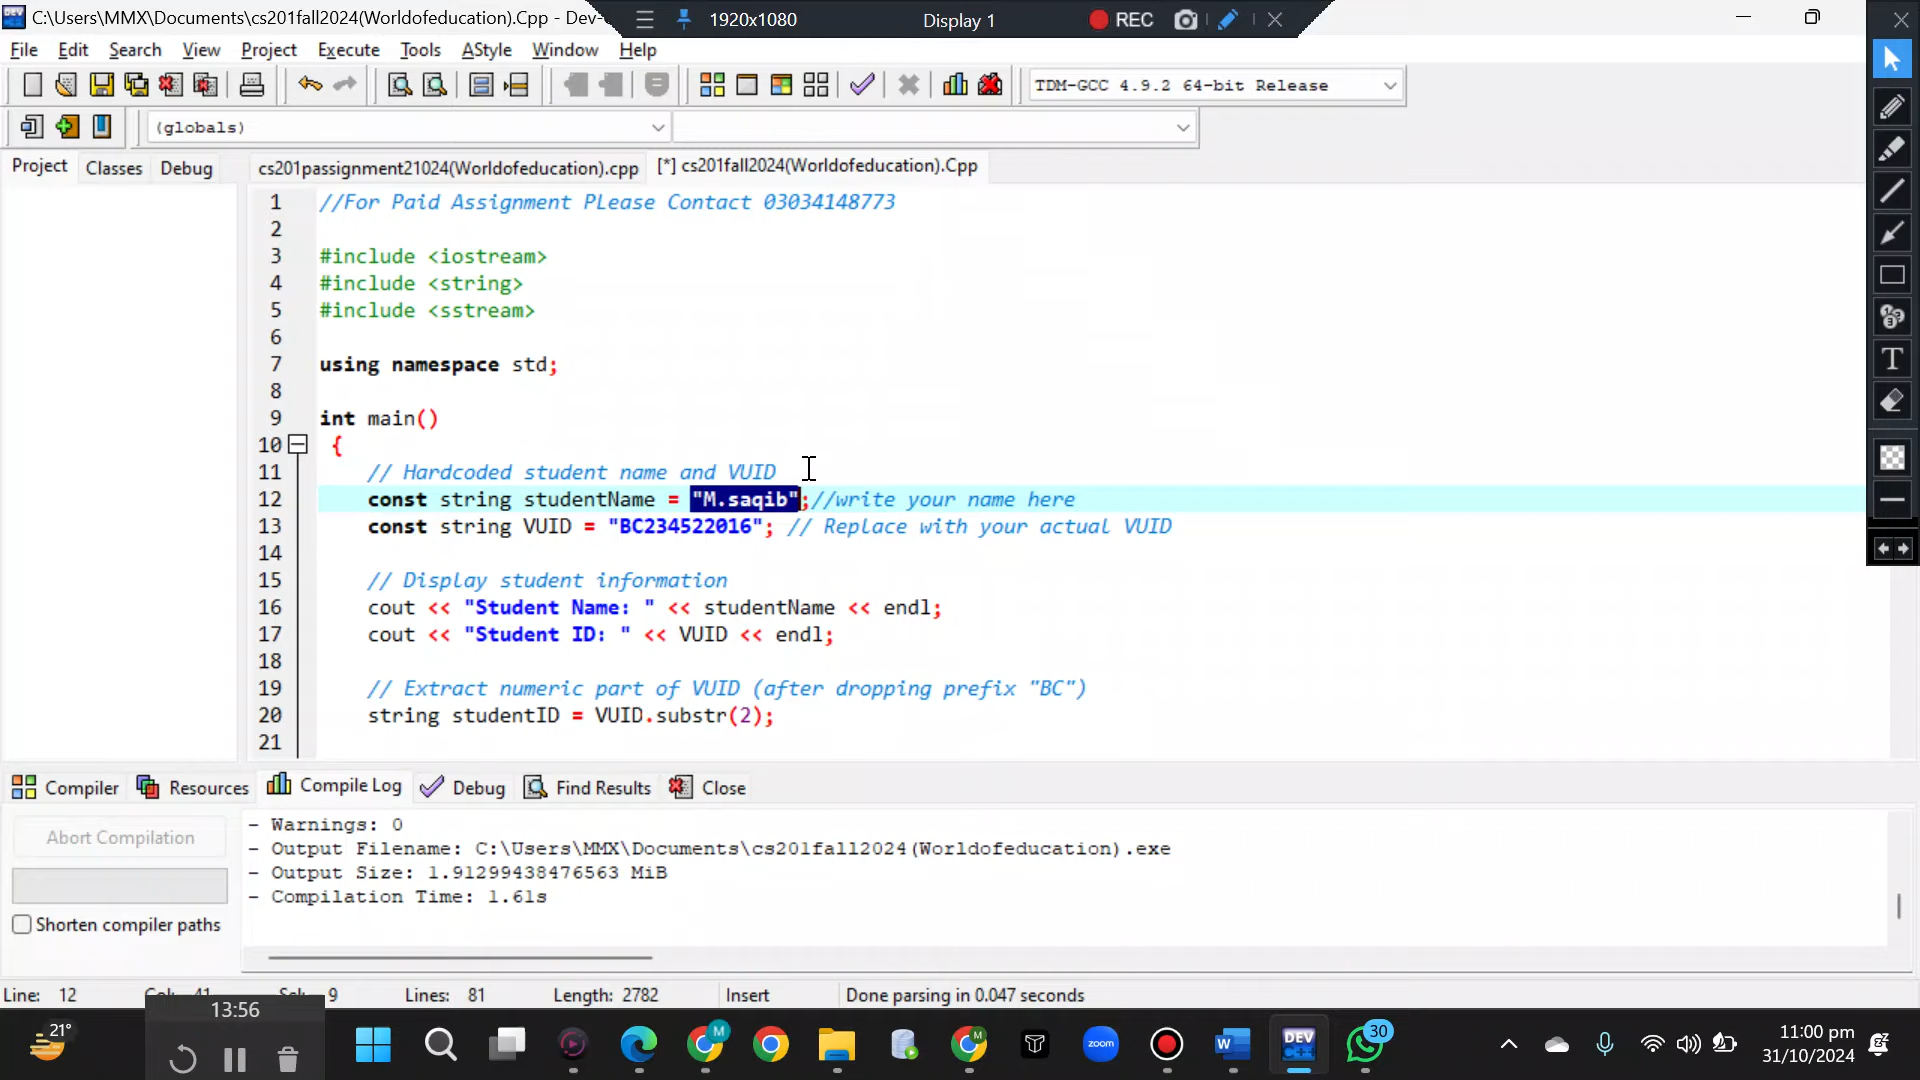 C:\Users\MMX\Documents\cs201fall2024(Worldofeducation).Cpp - Dev-
1920x1080
Display 1
REC
File Edit Search View Project Execute Tools AStyle Window Help
TDM-GCC 4.9.2 64-bit Release
(globals)
Project Classes Debug
cs201passignment21024(Worldofeducation).cpp
[*] cs201fall2024(Worldofeducation).Cpp
1 //For Paid Assignment PLease Contact 03034148773
2
3 #include <iostream>
4 #include <string>
5 #include <sstream>
6
7 using namespace std;
8
9 int main()
10 {
11 // Hardcoded student name and VUID
12 const string studentName = "M.saqib";//write your name here
13 const string VUID = "BC234522016"; // Replace with your actual VUID
14
15 // Display student information
16 cout << "Student Name: " << studentName << endl;
17 cout << "Student ID: " << VUID << endl;
18
19 // Extract numeric part of VUID (after dropping prefix "BC")
20 string studentID = VUID.substr(2);
21
Compiler Resources Compile Log Debug Find Results Close
Abort Compilation
Shorten compiler paths
- Warnings: 0
- Output Filename: C:\Users\MMX\Documents\cs201fall2024(Worldofeducation).exe
- Output Size: 1.91299438476563 MiB
- Compilation Time: 1.61s
Line: 12 Col: 41 Sel: 9 Lines: 81 Length: 2782 Insert Done parsing in 0.047 seconds
13:56
21°
M
M
zoom
W
DEV
C++
30
11:00 pm
31/10/2024